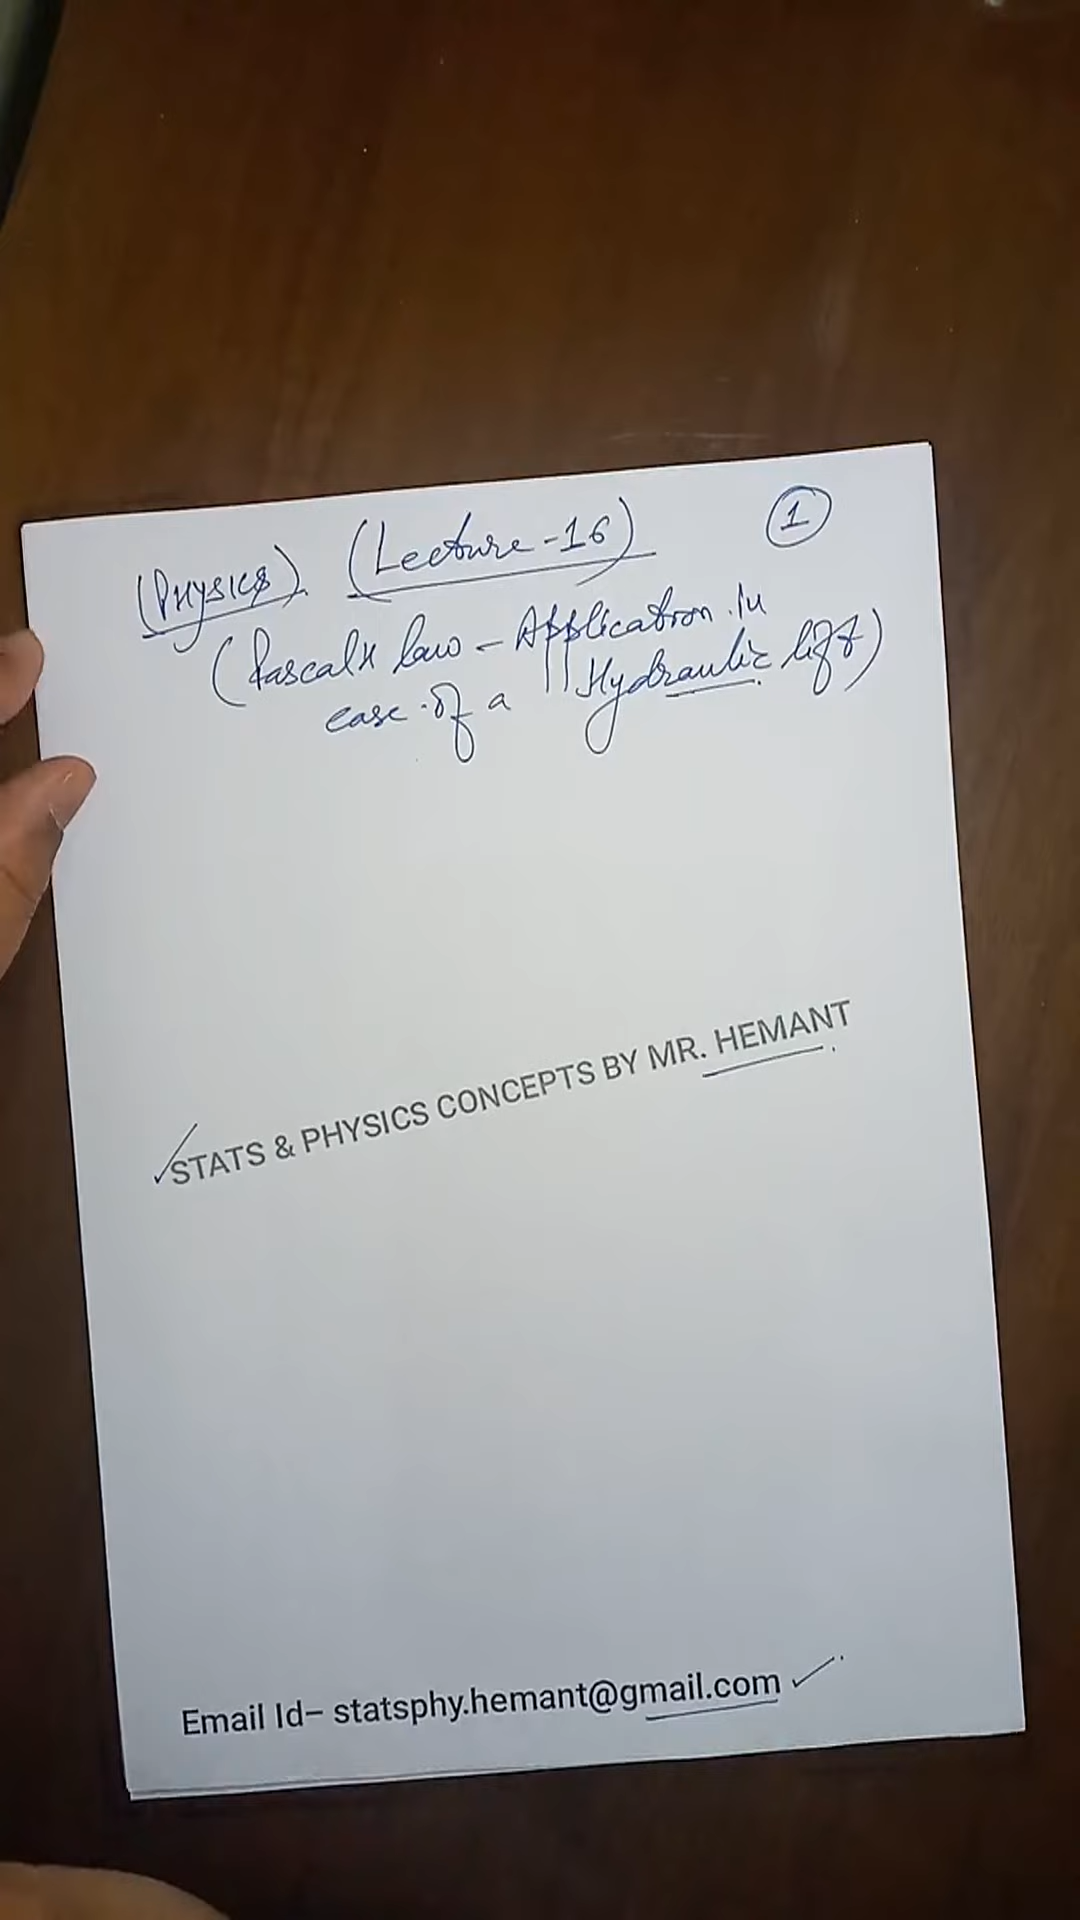 (Physics) (Lecture-16) 1
(Pascal's law - Application in
case of a Hydraulic lift)
STATS & PHYSICS CONCEPTS BY MR. HEMANT
Email Id– statsphy.hemant@gmail.com